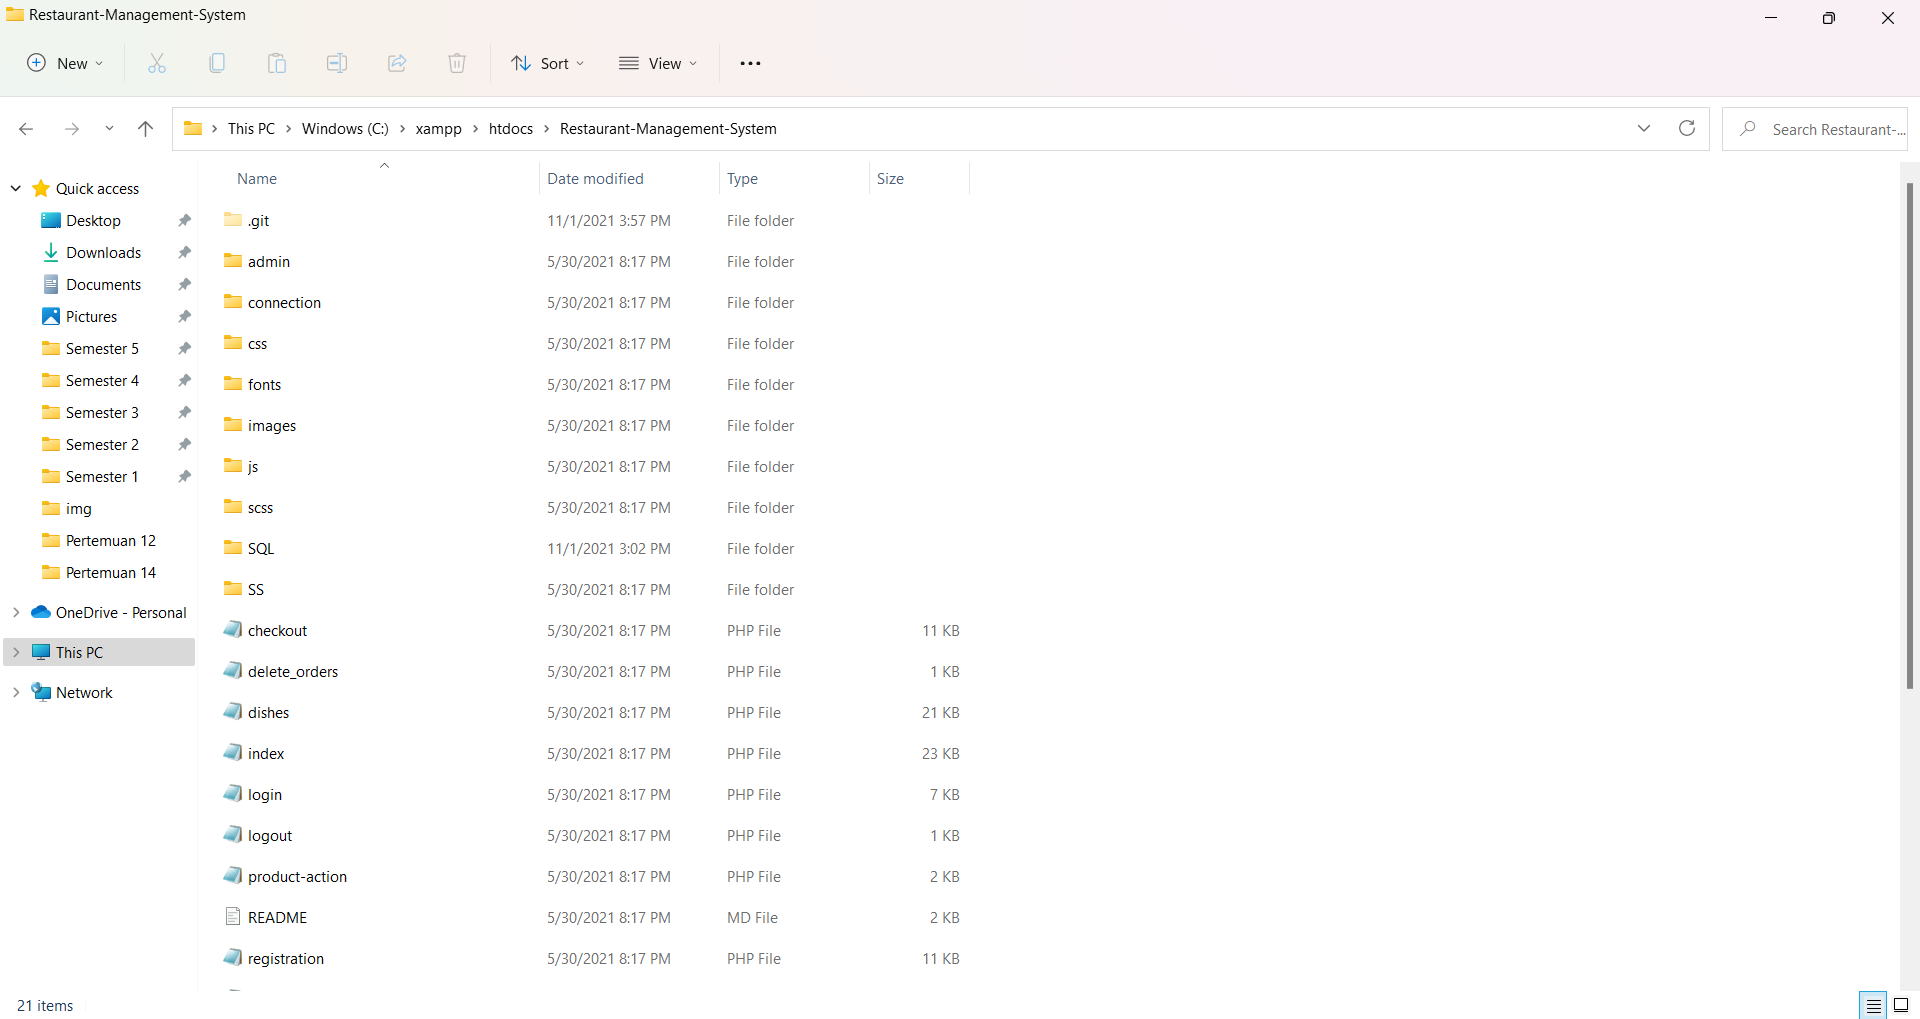 Restaurant-Management-System
New Sort View
This PC Windows (C:) xampp htdocs Restaurant-Management-System Search Restaurant-...
Quick access
Desktop
Downloads
Documents
Pictures
Semester 5
Semester 4
Semester 3
Semester 2
Semester 1
img
Pertemuan 12
Pertemuan 14
OneDrive - Personal
This PC
Network
Name Date modified Type Size
.git 11/1/2021 3:57 PM File folder
admin 5/30/2021 8:17 PM File folder
connection 5/30/2021 8:17 PM File folder
css 5/30/2021 8:17 PM File folder
fonts 5/30/2021 8:17 PM File folder
images 5/30/2021 8:17 PM File folder
js 5/30/2021 8:17 PM File folder
scss 5/30/2021 8:17 PM File folder
SQL 11/1/2021 3:02 PM File folder
SS 5/30/2021 8:17 PM File folder
checkout 5/30/2021 8:17 PM PHP File 11 KB
delete_orders 5/30/2021 8:17 PM PHP File 1 KB
dishes 5/30/2021 8:17 PM PHP File 21 KB
index 5/30/2021 8:17 PM PHP File 23 KB
login 5/30/2021 8:17 PM PHP File 7 KB
logout 5/30/2021 8:17 PM PHP File 1 KB
product-action 5/30/2021 8:17 PM PHP File 2 KB
README 5/30/2021 8:17 PM MD File 2 KB
registration 5/30/2021 8:17 PM PHP File 11 KB
21 items